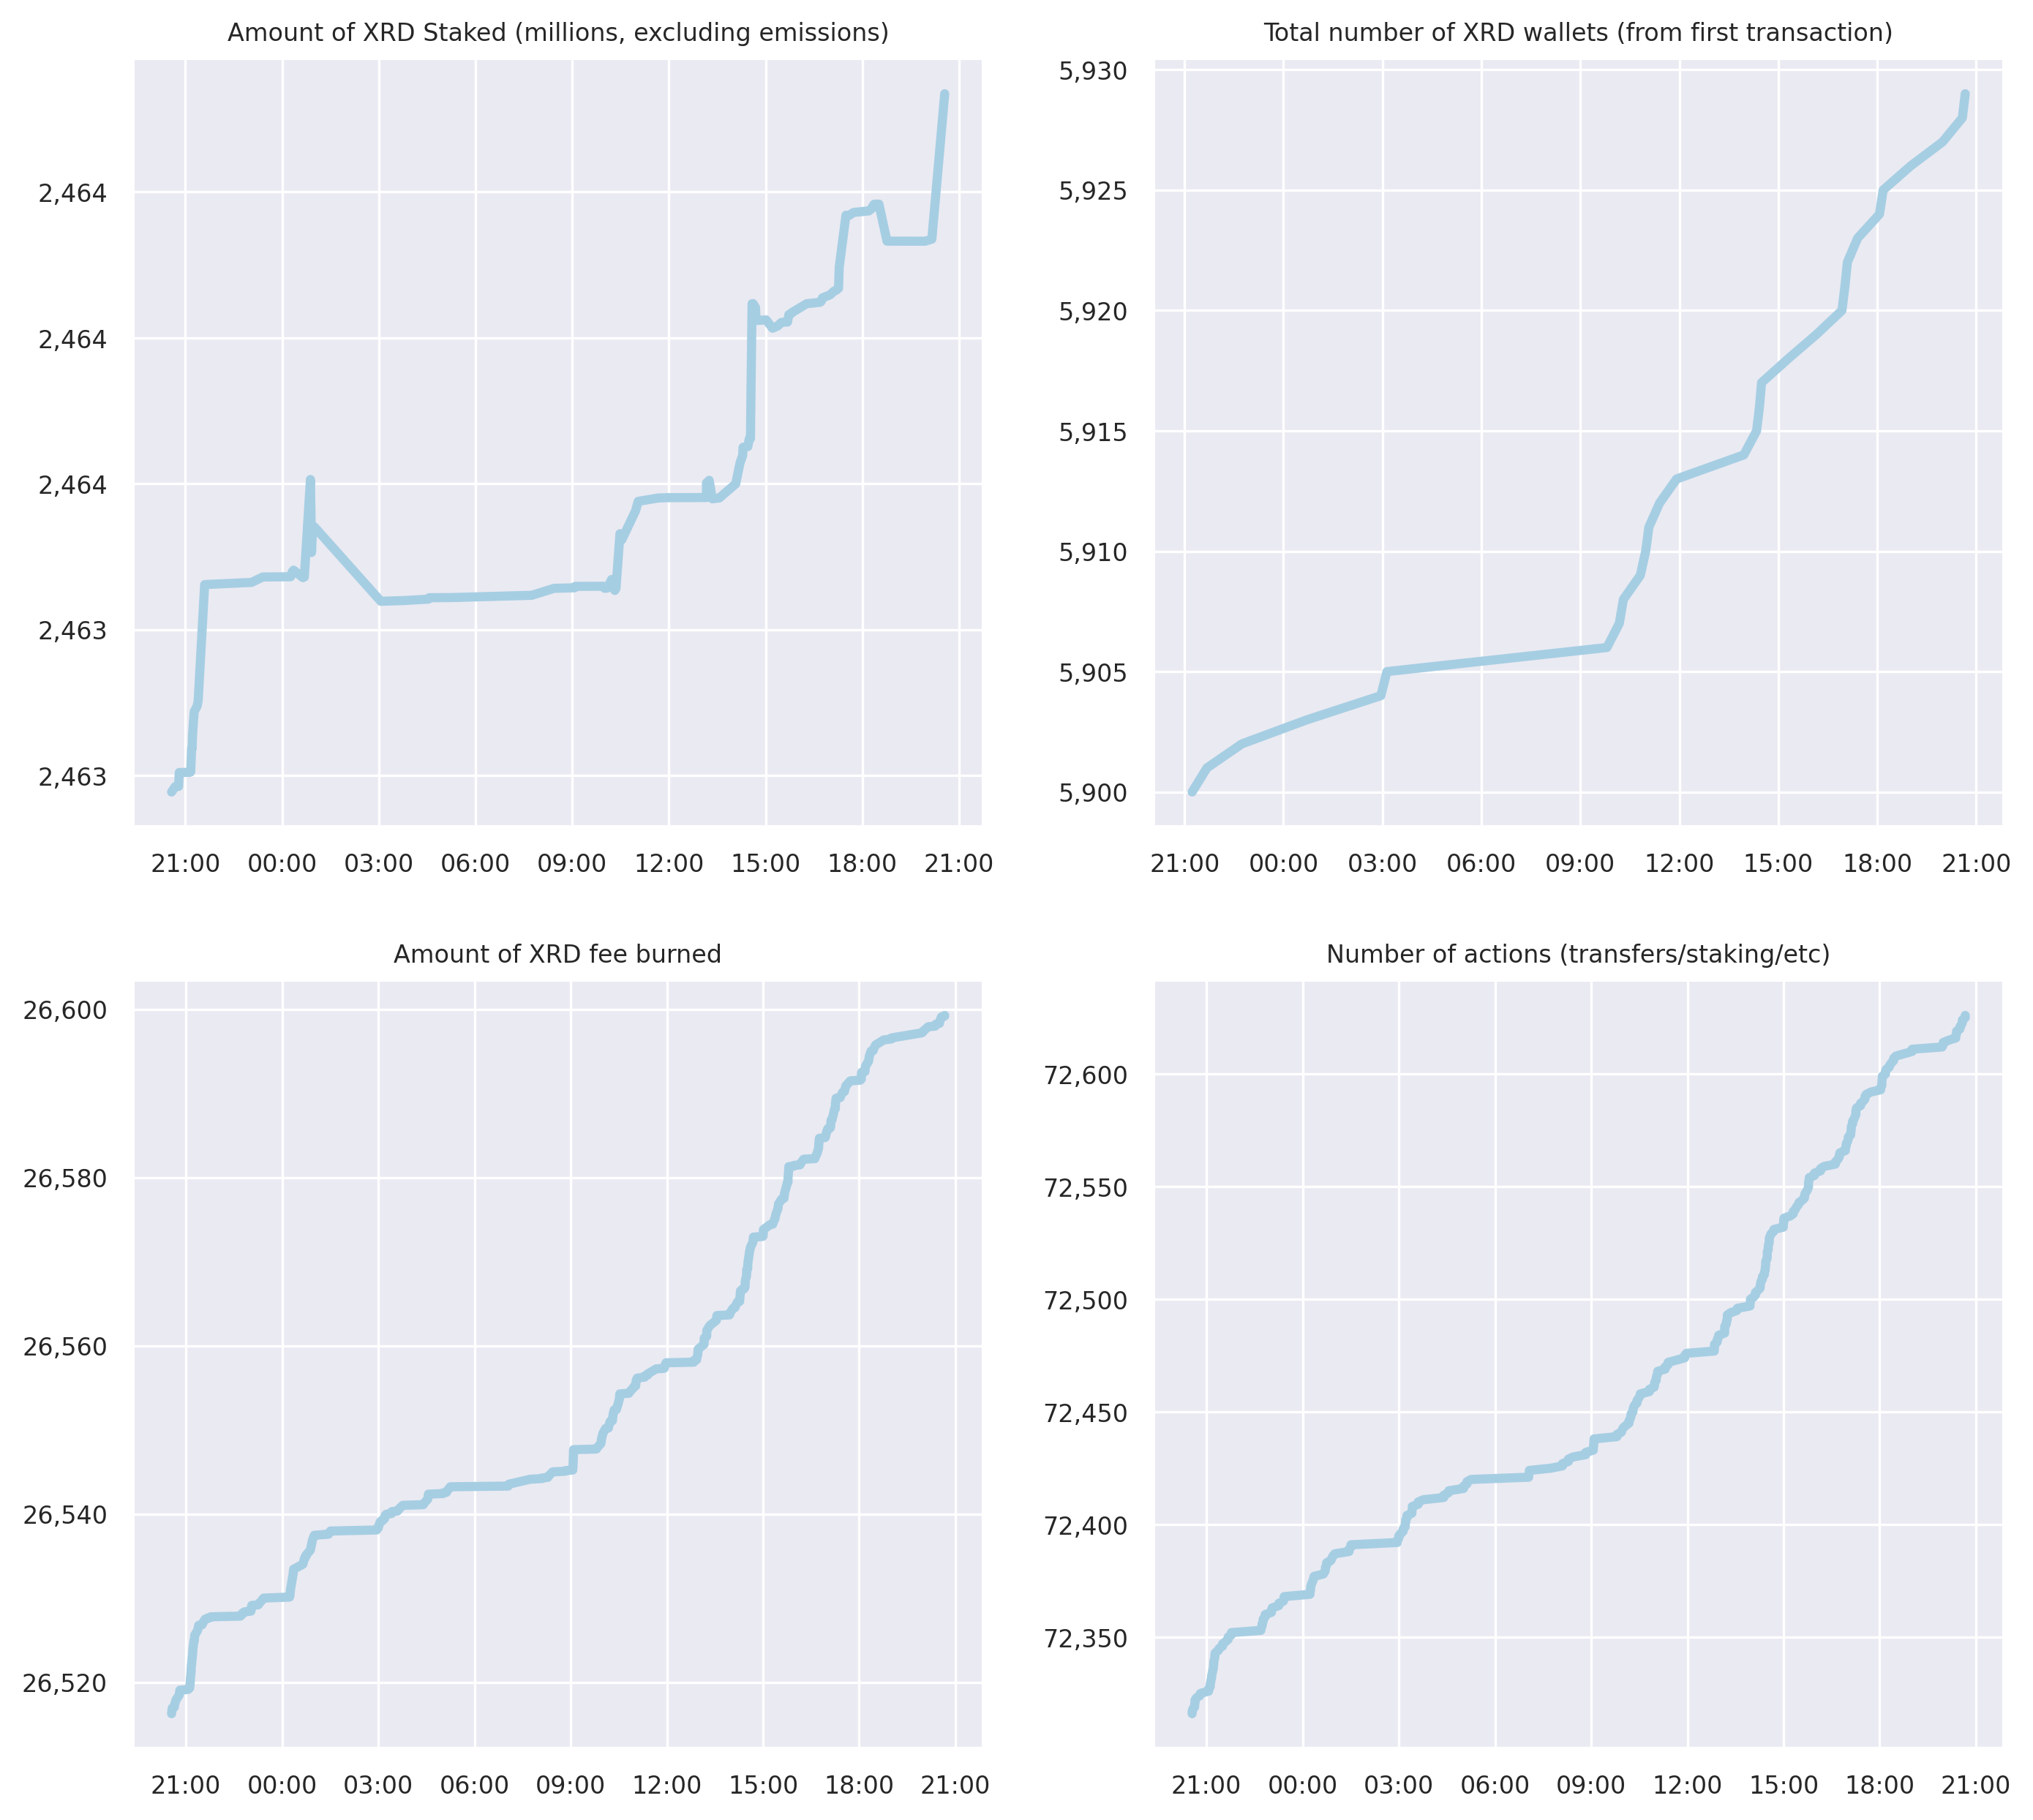 Amount of XRD Staked (millions, excluding emissions)
2,464
2,464
2,464
2,463
2,463
21:00 00:00 03:00 06:00 09:00 12:00 15:00 18:00 21:00
Total number of XRD wallets (from first transaction)
5,930
5,925
5,920
5,915
5,910
5,905
5,900
21:00 00:00 03:00 06:00 09:00 12:00 15:00 18:00 21:00
Amount of XRD fee burned
26,600
26,580
26,560
26,540
26,520
21:00 00:00 03:00 06:00 09:00 12:00 15:00 18:00 21:00
Number of actions (transfers/staking/etc)
72,600
72,550
72,500
72,450
72,400
72,350
21:00 00:00 03:00 06:00 09:00 12:00 15:00 18:00 21:00